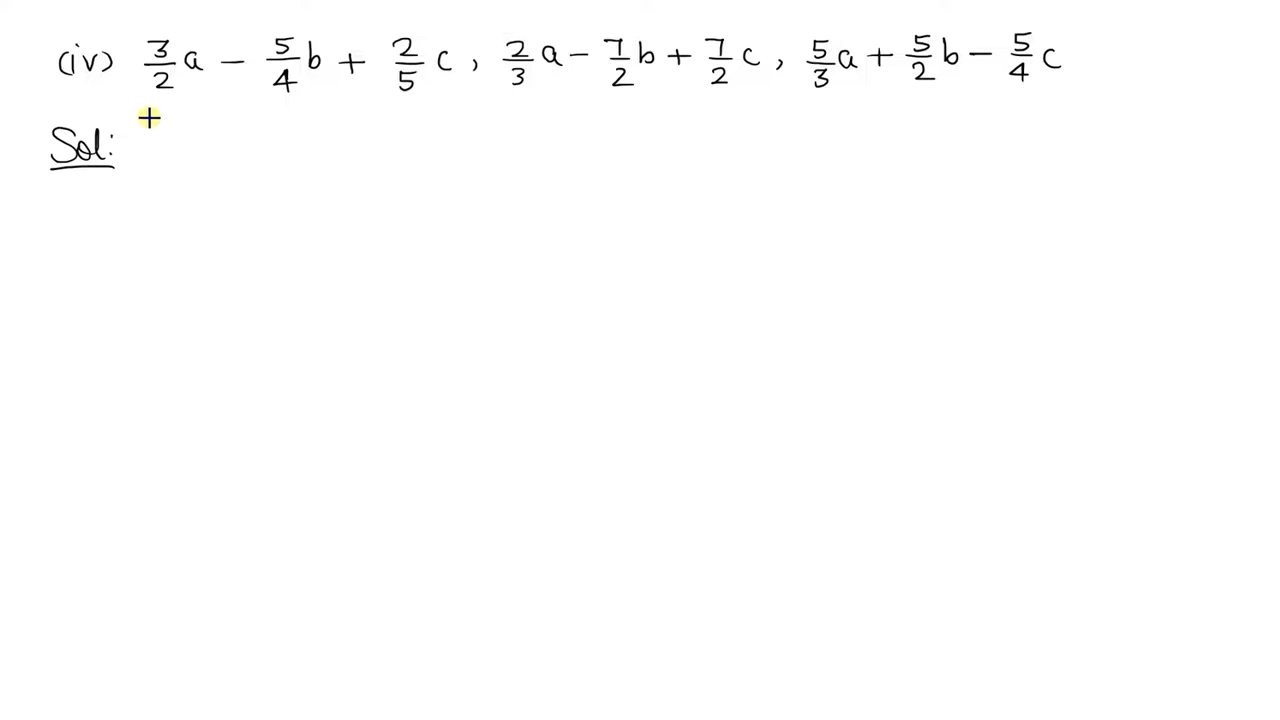 (iv) 3/2 a - 5/4 b + 2/5 c , 2/3 a - 7/2 b + 7/2 c , 5/3 a + 5/2 b - 5/4 c
Sol: